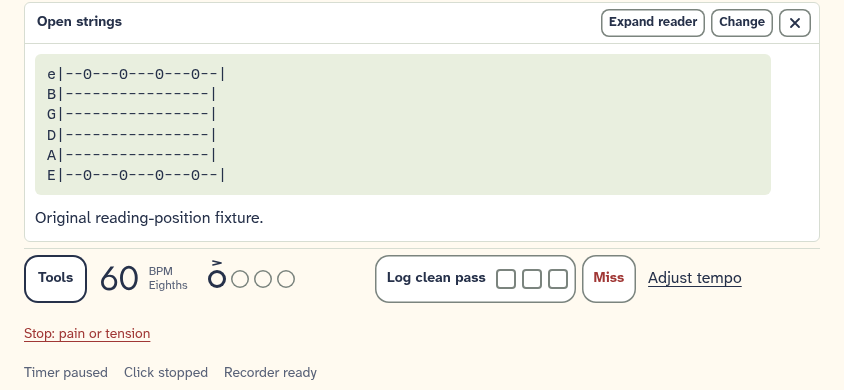 Open strings
Expand reader
Change
✕
e|--0---0---0---0--|
B|----------------|
G|----------------|
D|----------------|
A|----------------|
E|--0---0---0---0--|
Original reading-position fixture.
Tools
60
BPM
Eighths
>
Log clean pass
Miss
Adjust tempo
Stop: pain or tension
Timer paused Click stopped Recorder ready